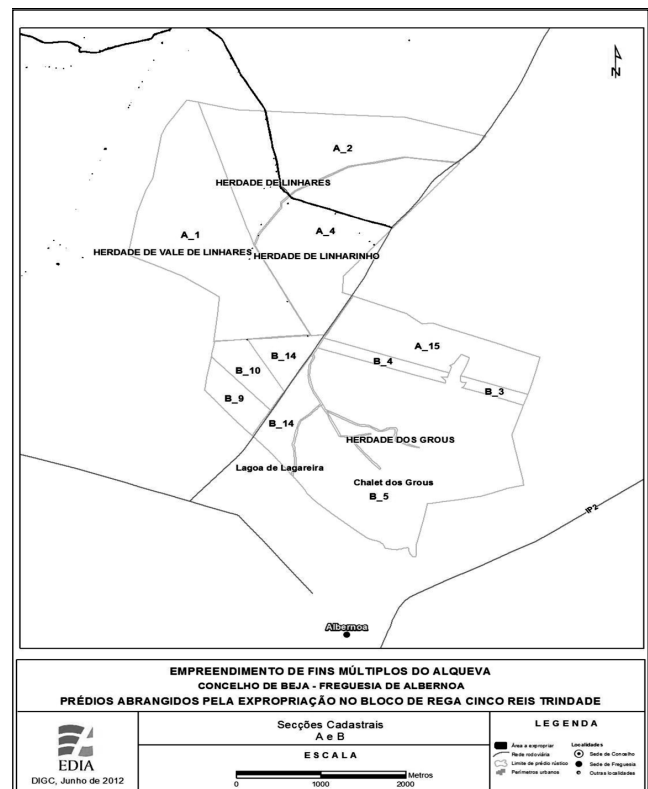 N
A_2
HERDADE DE LINHARES
A_1
A_4
HERDADE DE VALE DE LINHARES
HERDADE DE LINHARINHO
A_15
B_14
B_4
B_10
B_3
B_9
B_14
HERDADE DOS GROUS
Lagoa de Lagareira
Chalet dos Grous
B_5
IP2
Albernoa
EMPREENDIMENTO DE FINS MÚLTIPLOS DO ALQUEVA
CONCELHO DE BEJA - FREGUESIA DE ALBERNOA
PRÉDIOS ABRANGIDOS PELA EXPROPRIAÇÃO NO BLOCO DE REGA CINCO REIS TRINDADE
EDIA
DIGC, Junho de 2012
Secções Cadastrais
A e B
ESCALA
Metros
0 1000 2000
LEGENDA
Área a expropriar
Rede rodoviária
Limite de prédio rústico
Perímetros urbanos
Localidades
Sede de Concelho
Sede de Freguesia
Outras localidades